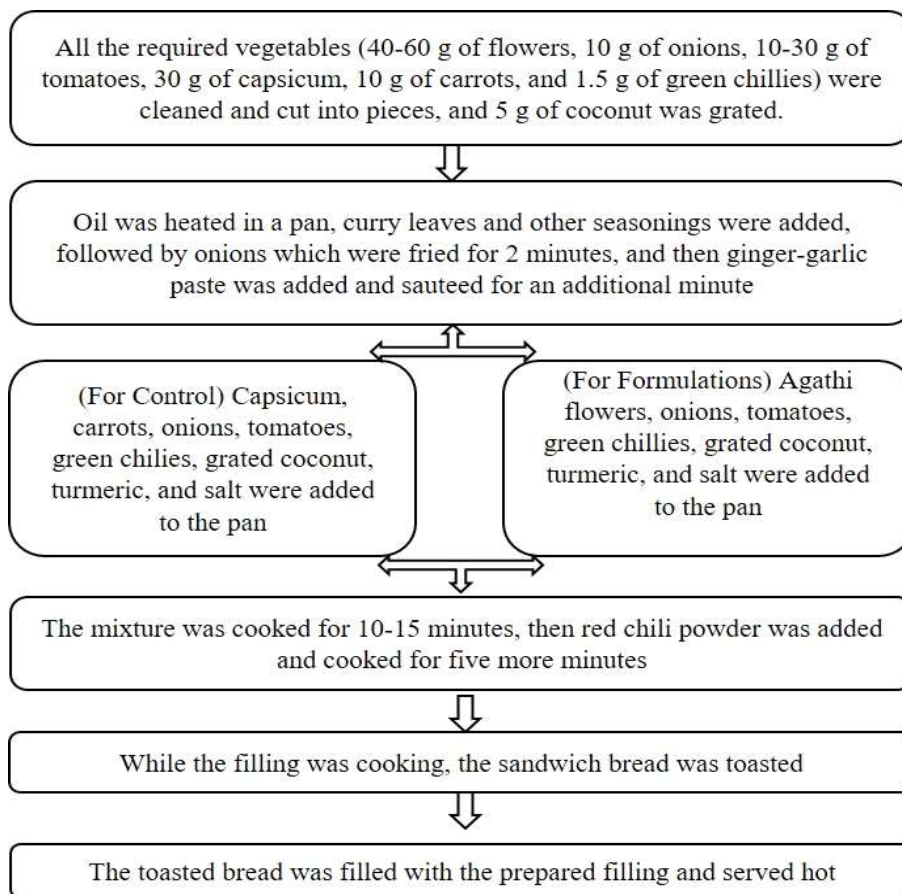 All the required vegetables (40-60 g of flowers, 10 g of onions, 10-30 g of
tomatoes, 30 g of capsicum, 10 g of carrots, and 1.5 g of green chillies) were
cleaned and cut into pieces, and 5 g of coconut was grated.
Oil was heated in a pan, curry leaves and other seasonings were added,
followed by onions which were fried for 2 minutes, and then ginger-garlic
paste was added and sauteed for an additional minute
(For Control) Capsicum,
carrots, onions, tomatoes,
green chilies, grated coconut,
turmeric, and salt were added
to the pan
(For Formulations) Agathi
flowers, onions, tomatoes,
green chillies, grated coconut,
turmeric, and salt were added
to the pan
The mixture was cooked for 10-15 minutes, then red chili powder was added
and cooked for five more minutes
While the filling was cooking, the sandwich bread was toasted
The toasted bread was filled with the prepared filling and served hot